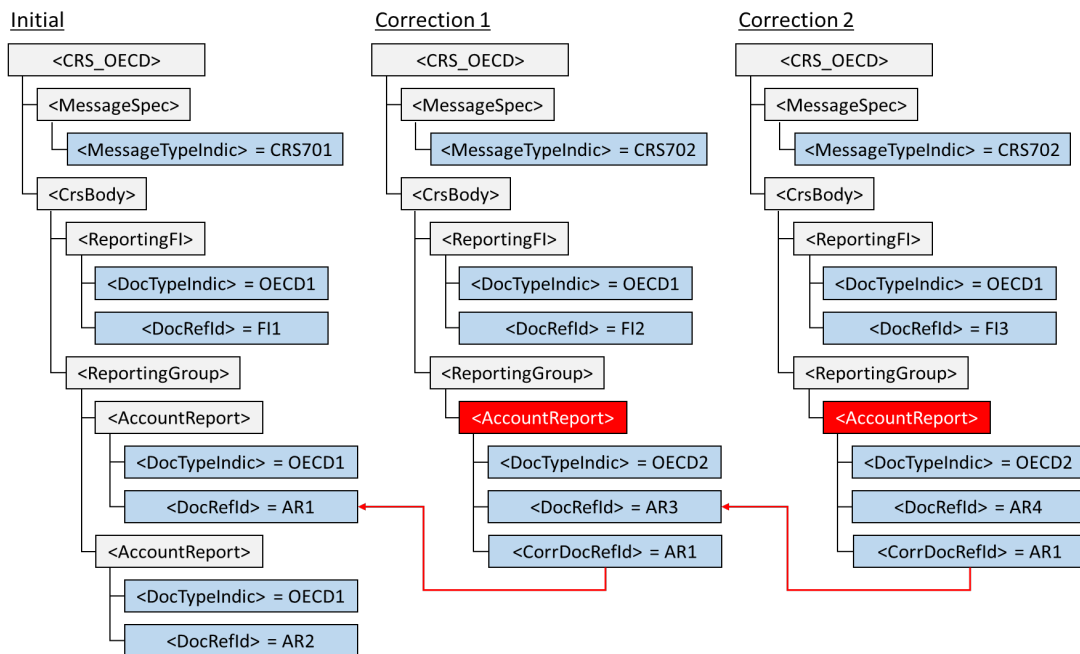 Initial
<CRS_OECD>
<MessageSpec>
<MessageTypeIndic> = CRS701
<CrsBody>
<ReportingFI>
<DocTypeIndic> = OECD1
<DocRefId> = FI1
<ReportingGroup>
<AccountReport>
<DocTypeIndic> = OECD1
<DocRefId> = AR1
<AccountReport>
<DocTypeIndic> = OECD1
<DocRefId> = AR2
Correction 1
<CRS_OECD>
<MessageSpec>
<MessageTypeIndic> = CRS702
<CrsBody>
<ReportingFI>
<DocTypeIndic> = OECD1
<DocRefId> = FI2
<ReportingGroup>
<AccountReport>
<DocTypeIndic> = OECD2
<DocRefId> = AR3
<CorrDocRefId> = AR1
Correction 2
<CRS_OECD>
<MessageSpec>
<MessageTypeIndic> = CRS702
<CrsBody>
<ReportingFI>
<DocTypeIndic> = OECD1
<DocRefId> = FI3
<ReportingGroup>
<AccountReport>
<DocTypeIndic> = OECD2
<DocRefId> = AR4
<CorrDocRefId> = AR1